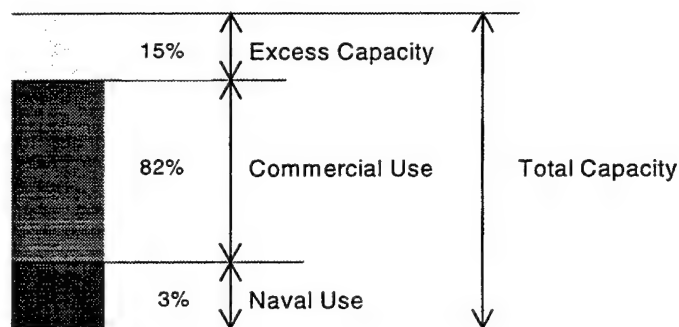 15% Excess Capacity
82% Commercial Use Total Capacity
3% Naval Use